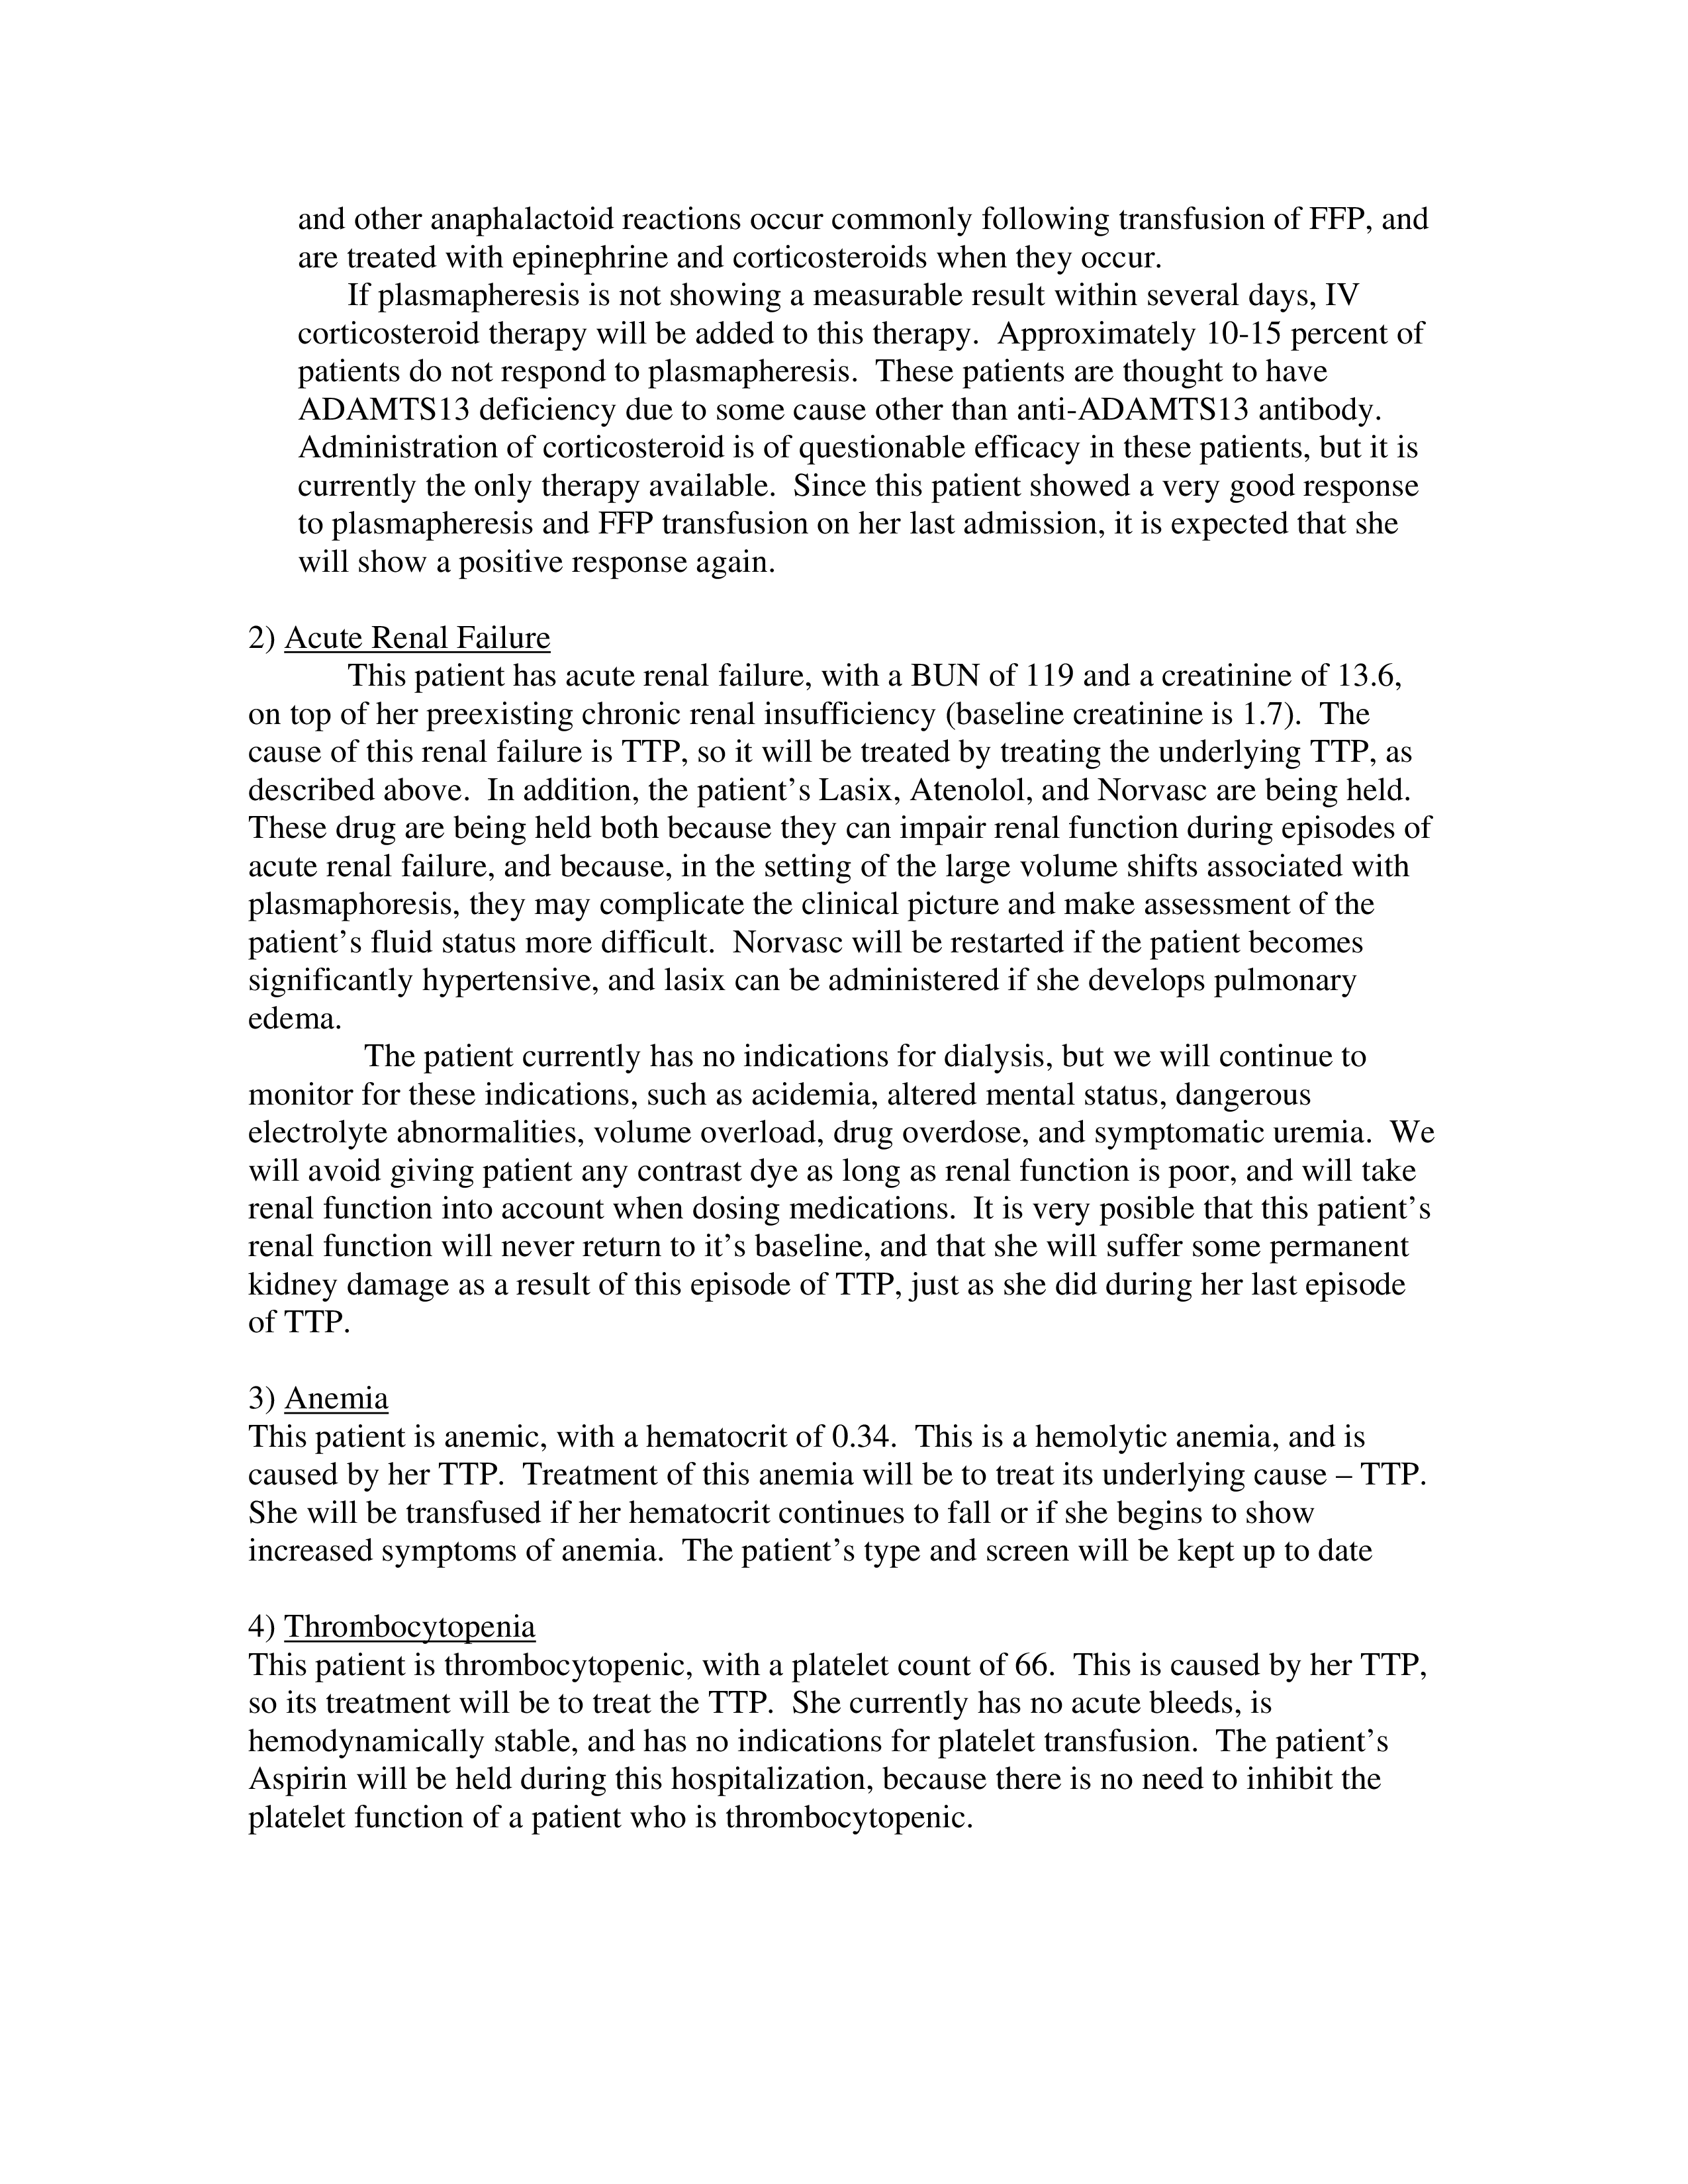 and other anaphalactoid reactions occur commonly following transfusion of FFP, and
are treated with epinephrine and corticosteroids when they occur.
If plasmapheresis is not showing a measurable result within several days, IV
corticosteroid therapy will be added to this therapy.  Approximately 10-15 percent of
patients do not respond to plasmapheresis.  These patients are thought to have
ADAMTS13 deficiency due to some cause other than anti-ADAMTS13 antibody.
Administration of corticosteroid is of questionable efficacy in these patients, but it is
currently the only therapy available.  Since this patient showed a very good response
to plasmapheresis and FFP transfusion on her last admission, it is expected that she
will show a positive response again.
2) Acute Renal Failure
This patient has acute renal failure, with a BUN of 119 and a creatinine of 13.6,
on top of her preexisting chronic renal insufficiency (baseline creatinine is 1.7).  The
cause of this renal failure is TTP, so it will be treated by treating the underlying TTP, as
described above.  In addition, the patient’s Lasix, Atenolol, and Norvasc are being held.
These drug are being held both because they can impair renal function during episodes of
acute renal failure, and because, in the setting of the large volume shifts associated with
plasmaphoresis, they may complicate the clinical picture and make assessment of the
patient’s fluid status more difficult.  Norvasc will be restarted if the patient becomes
significantly hypertensive, and lasix can be administered if she develops pulmonary
edema.
The patient currently has no indications for dialysis, but we will continue to
monitor for these indications, such as acidemia, altered mental status, dangerous
electrolyte abnormalities, volume overload, drug overdose, and symptomatic uremia.  We
will avoid giving patient any contrast dye as long as renal function is poor, and will take
renal function into account when dosing medications.  It is very posible that this patient’s
renal function will never return to it’s baseline, and that she will suffer some permanent
kidney damage as a result of this episode of TTP, just as she did during her last episode
of TTP.
3) Anemia
This patient is anemic, with a hematocrit of 0.34.  This is a hemolytic anemia, and is
caused by her TTP.  Treatment of this anemia will be to treat its underlying cause – TTP.
She will be transfused if her hematocrit continues to fall or if she begins to show
increased symptoms of anemia.  The patient’s type and screen will be kept up to date
4) Thrombocytopenia
This patient is thrombocytopenic, with a platelet count of 66.  This is caused by her TTP,
so its treatment will be to treat the TTP.  She currently has no acute bleeds, is
hemodynamically stable, and has no indications for platelet transfusion.  The patient’s
Aspirin will be held during this hospitalization, because there is no need to inhibit the
platelet function of a patient who is thrombocytopenic.